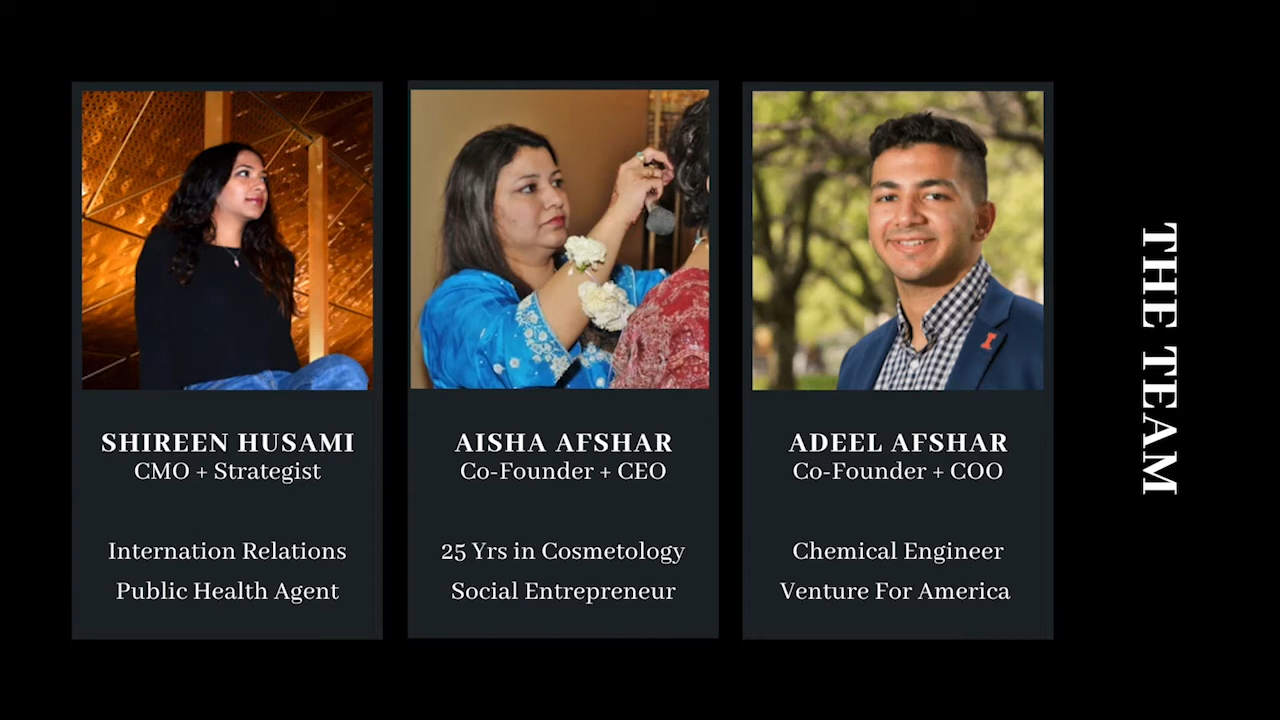 SHIREEN HUSAMI
CMO + Strategist
Internation Relations
Public Health Agent
AISHA AFSHAR
Co-Founder + CEO
25 Yrs in Cosmetology
Social Entrepreneur
ADEEL AFSHAR
Co-Founder + COO
Chemical Engineer
Venture For America
THE TEAM